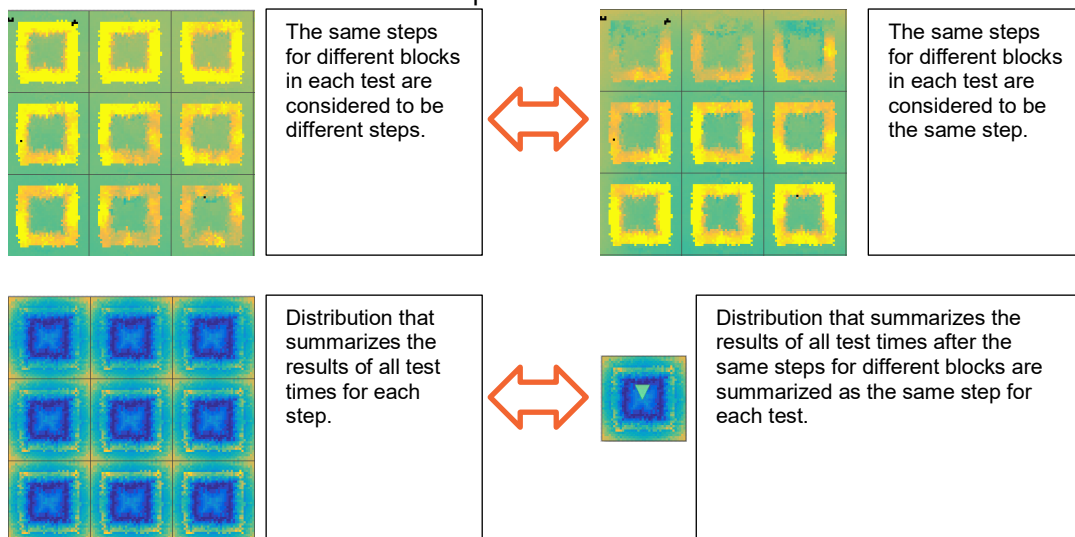 The same steps
for different blocks
in each test are
considered to be
different steps.
The same steps
for different blocks
in each test are
considered to be
the same step.
Distribution that
summarizes the
results of all test
times for each
step.
Distribution that summarizes the
results of all test times after the
same steps for different blocks are
summarized as the same step for
each test.